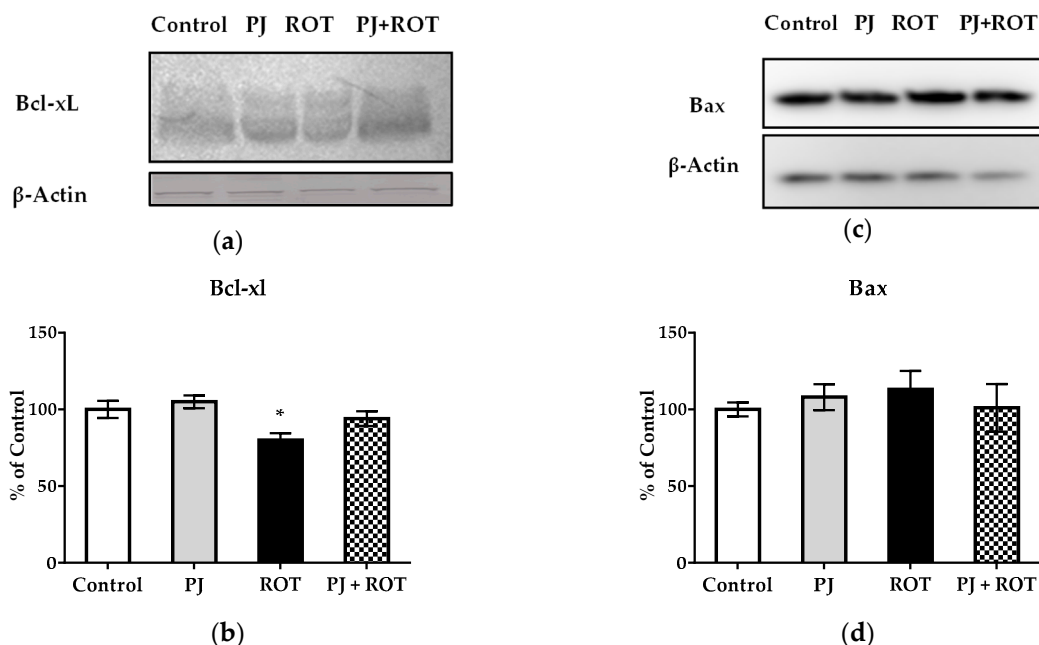 Control PJ ROT PJ+ROT
Bcl-xL
β-Actin
(a)
Control PJ ROT PJ+ROT
Bax
β-Actin
(c)
Bcl-xl
150
100
50
0
% of Control
*
Control PJ ROT PJ + ROT
(b)
Bax
150
100
50
0
% of Control
Control PJ ROT PJ + ROT
(d)